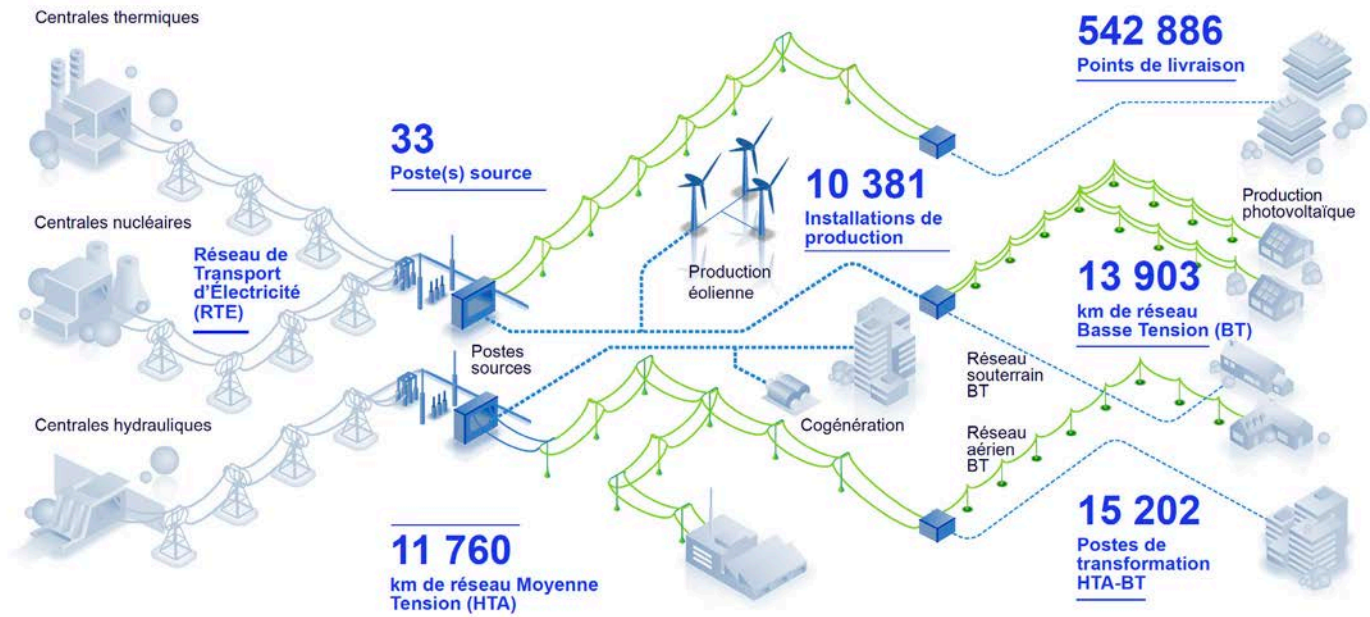 Centrales thermiques
542 886
Points de livraison
33
Poste(s) source
10 381
Installations de
production
Production
photovoltaïque
Centrales nucléaires
Réseau de
Transport
d'Électricité
(RTE)
Production
éolienne
13 903
km de réseau
Basse Tension (BT)
Postes
sources
Réseau
souterrain
BT
Centrales hydrauliques
Cogénération
Réseau
aérien
BT
11 760
km de réseau Moyenne
Tension (HTA)
15 202
Postes de
transformation
HTA-BT